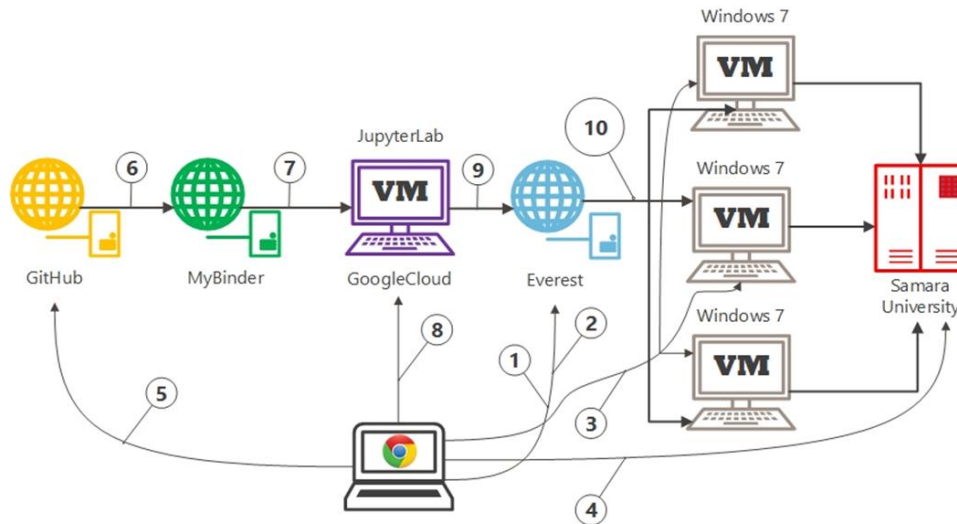 Windows 7
VM
10
JupyterLab
6
7
VM
9
Windows 7
VM
GitHub
MyBinder
GoogleCloud
Everest
Samara
University
8
2
1
Windows 7
VM
5
3
4